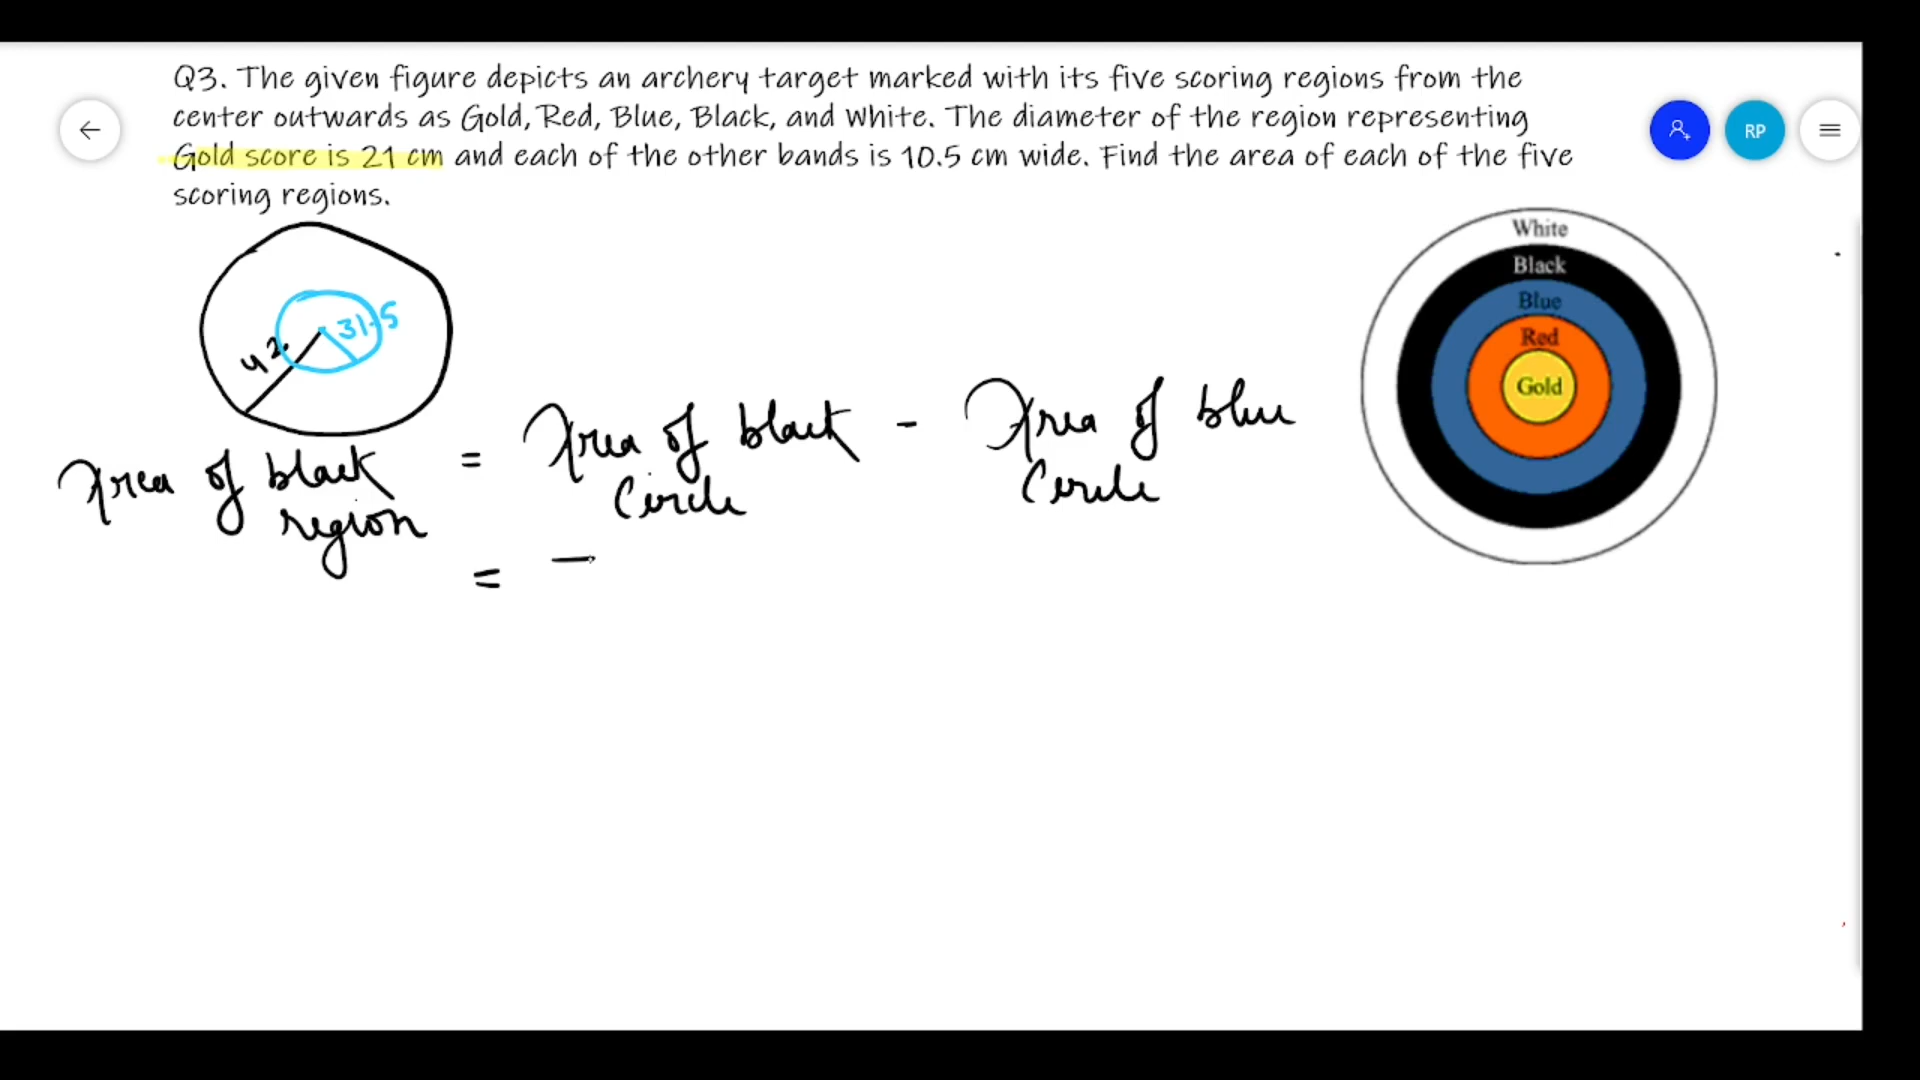 Q3. The given figure depicts an archery target marked with its five scoring regions from the
center outwards as Gold, Red, Blue, Black, and White. The diameter of the region representing
Gold score is 21 cm and each of the other bands is 10.5 cm wide. Find the area of each of the five
scoring regions.
RP
White
Black
Blue
Red
Gold
42
31.5
Area of black = Area of black - Area of blue
region Circle Circle
=